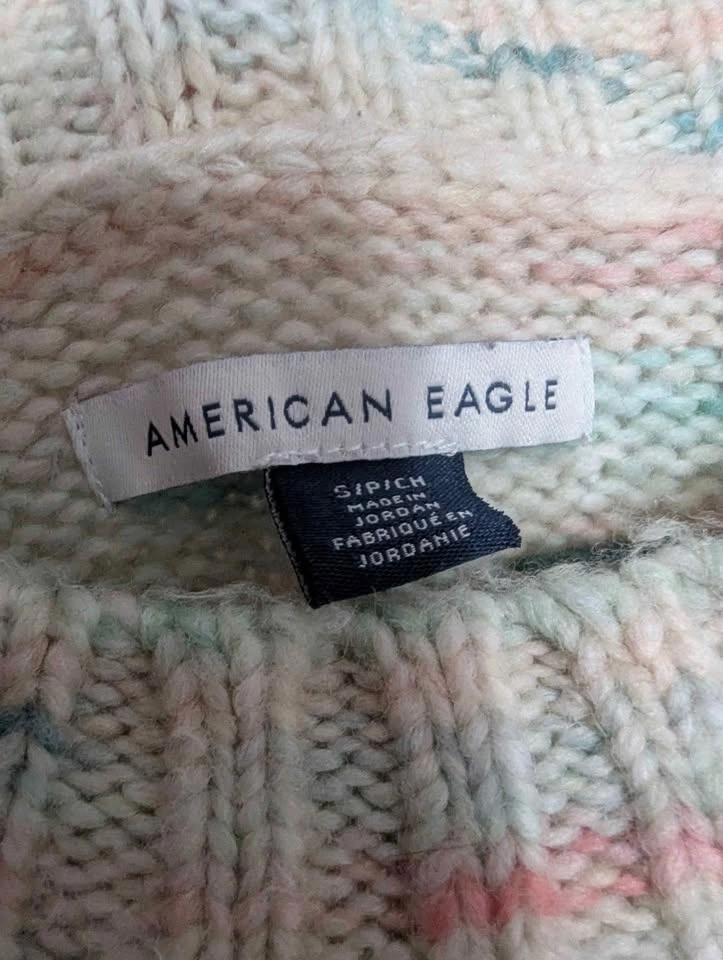 AMERICAN EAGLE
S/P/CH
MADE IN
JORDAN
FABRIQUÉ EN
JORDANIE